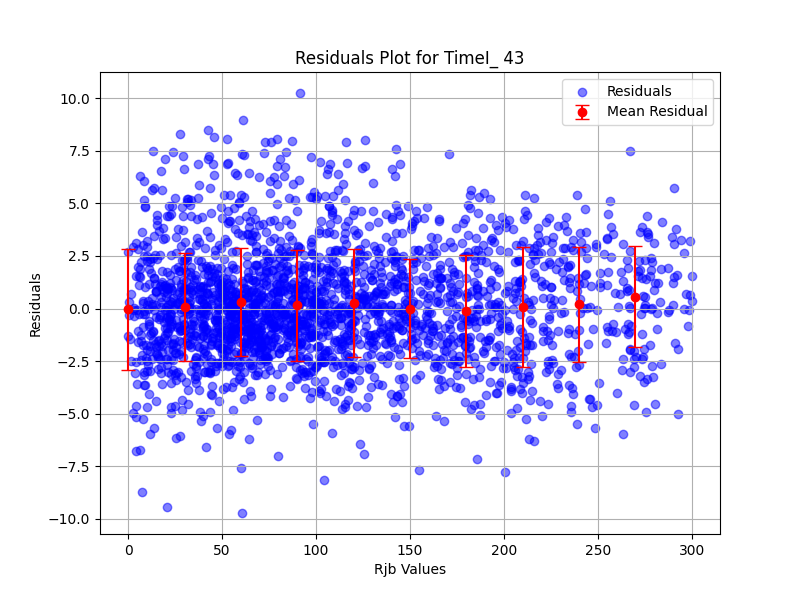 Residuals Plot for TimeI_ 43
Residuals
Mean Residual
10.0
7.5
5.0
2.5
0.0
−2.5
−5.0
−7.5
−10.0
Residuals
0 50 100 150 200 250 300
Rjb Values